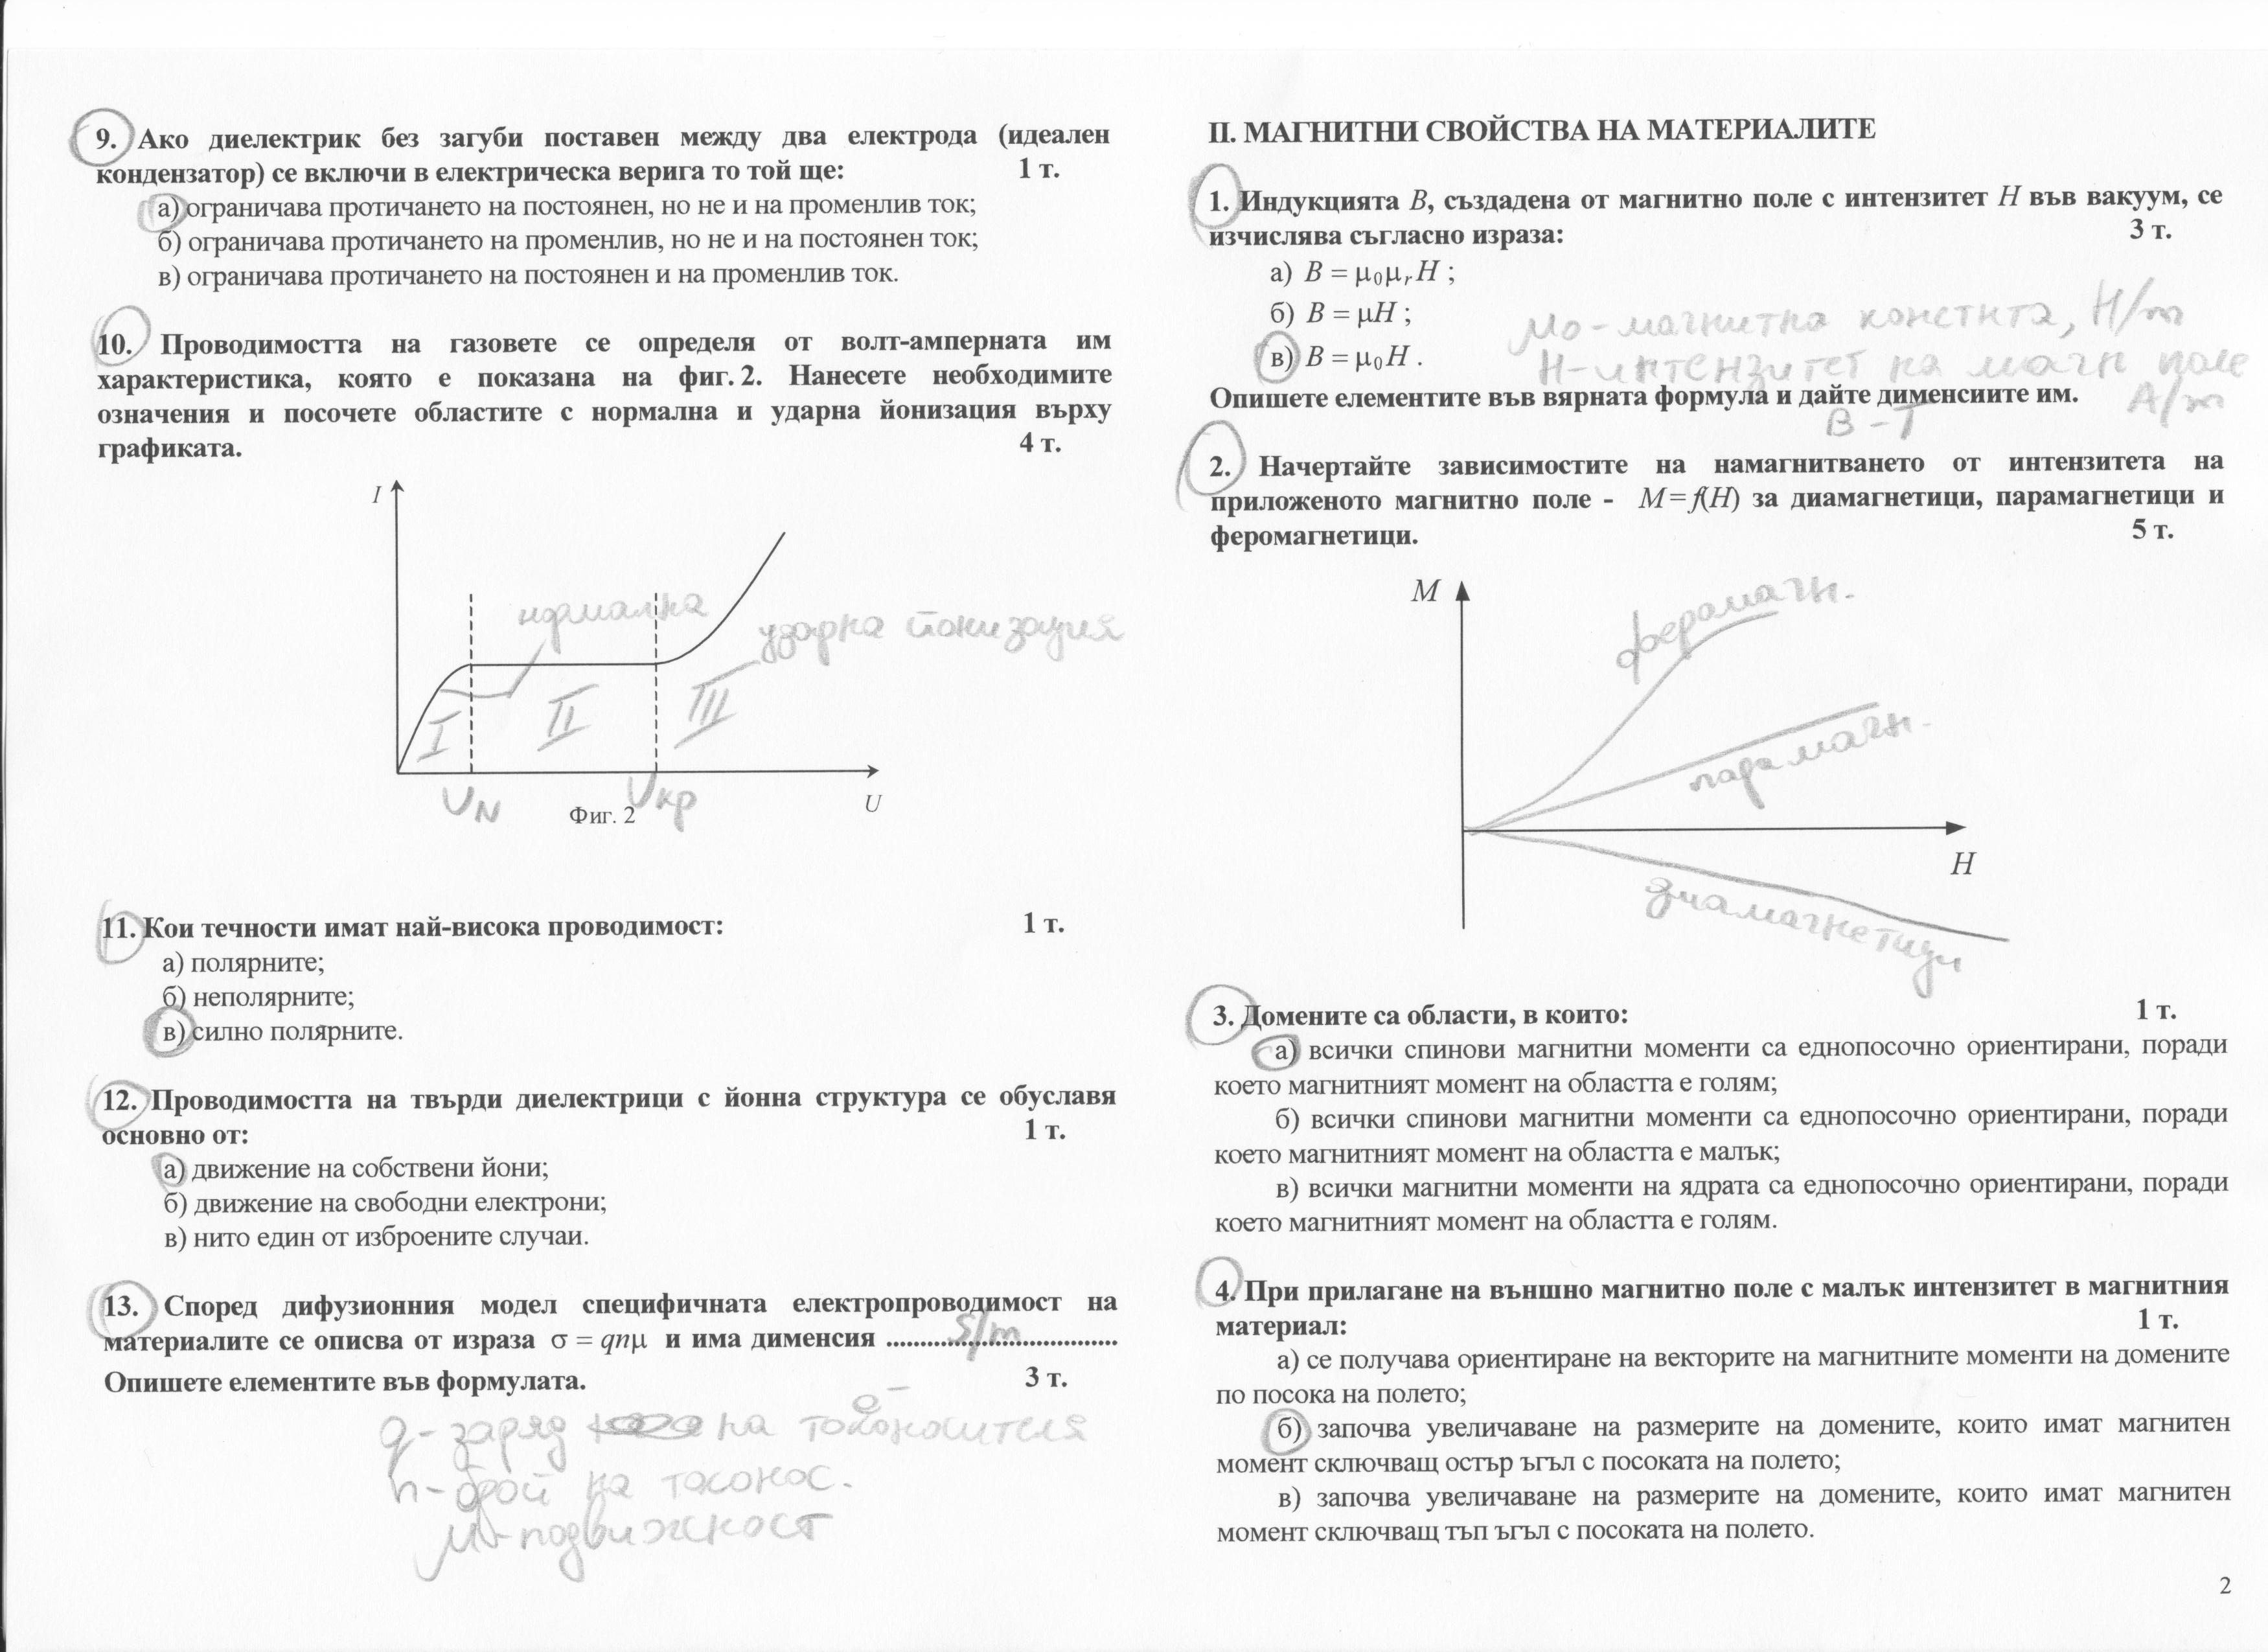 9. Ако диелектрик без загуби поставен между два електрода (идеален
кондензатор) се включи в електрическа верига то той ще: 1 т.
а) ограничава протичането на постоянен, но не и на променлив ток;
б) ограничава протичането на променлив, но не и на постоянен ток;
в) ограничава протичането на постоянен и на променлив ток.
10. Проводимостта на газовете се определя от волт-амперната им
характеристика, която е показана на фиг. 2. Нанесете необходимите
означения и посочете областите с нормална и ударна йонизация върху
графиката. 4 т.
I
нормална
ударна йонизация
I II III
U_N U_кр
U
Фиг. 2
11. Кои течности имат най-висока проводимост: 1 т.
а) полярните;
б) неполярните;
в) силно полярните.
12. Проводимостта на твърди диелектрици с йонна структура се обуславя
основно от: 1 т.
а) движение на собствени йони;
б) движение на свободни електрони;
в) нито един от изброените случаи.
13. Според дифузионния модел специфичната електропроводимост на
материалите се описва от израза σ = qnμ и има дименсия ......S/m......
Опишете елементите във формулата. 3 т.
e⁻
q - заряд на токоносителя
n - брой на токонос.
μ - подвижност
II. МАГНИТНИ СВОЙСТВА НА МАТЕРИАЛИТЕ
1. Индукцията B, създадена от магнитно поле с интензитет H във вакуум, се
изчислява съгласно израза: 3 т.
а) B = μ₀μᵣH ;
б) B = μH ;
в) B = μ₀H .
μ₀ - магнитна константа, H/m
H - интензитет на магн поле
A/m
Опишете елементите във вярната формула и дайте дименсиите им.
B - T
2. Начертайте зависимостите на намагнитването от интензитета на
приложеното магнитно поле - M=f(H) за диамагнетици, парамагнетици и
феромагнетици. 5 т.
M
феромагн.
парамагн.
H
диамагнетици
3. Домените са области, в които: 1 т.
а) всички спинови магнитни моменти са еднопосочно ориентирани, поради
което магнитният момент на областта е голям;
б) всички спинови магнитни моменти са еднопосочно ориентирани, поради
което магнитният момент на областта е малък;
в) всички магнитни моменти на ядрата са еднопосочно ориентирани, поради
което магнитният момент на областта е голям.
4. При прилагане на външно магнитно поле с малък интензитет в магнитния
материал: 1 т.
а) се получава ориентиране на векторите на магнитните моменти на домените
по посока на полето;
б) започва увеличаване на размерите на домените, които имат магнитен
момент сключващ остър ъгъл с посоката на полето;
в) започва увеличаване на размерите на домените, които имат магнитен
момент сключващ тъп ъгъл с посоката на полето.
2